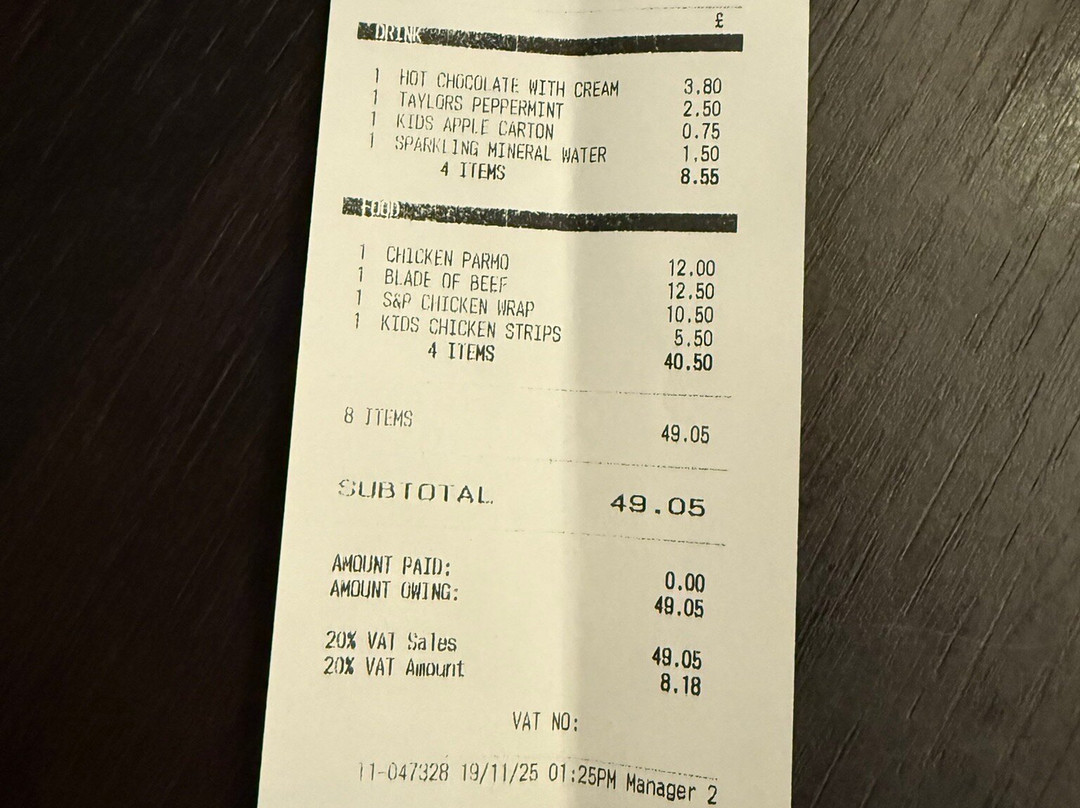 £
DRINK
1 HOT CHOCOLATE WITH CREAM 3.80
1 TAYLORS PEPPERMINT 2.50
1 KIDS APPLE CARTON 0.75
1 SPARKLING MINERAL WATER 1.50
4 ITEMS 8.55
FOOD
1 CHICKEN PARMO 12.00
1 BLADE OF BEEF 12.50
1 S&P CHICKEN WRAP 10.50
1 KIDS CHICKEN STRIPS 5.50
4 ITEMS 40.50
8 ITEMS 49.05
SUBTOTAL 49.05
AMOUNT PAID: 0.00
AMOUNT OWING: 49.05
20% VAT Sales 49.05
20% VAT Amount 8.18
VAT NO:
11-047328 19/11/25 01:25PM Manager 2